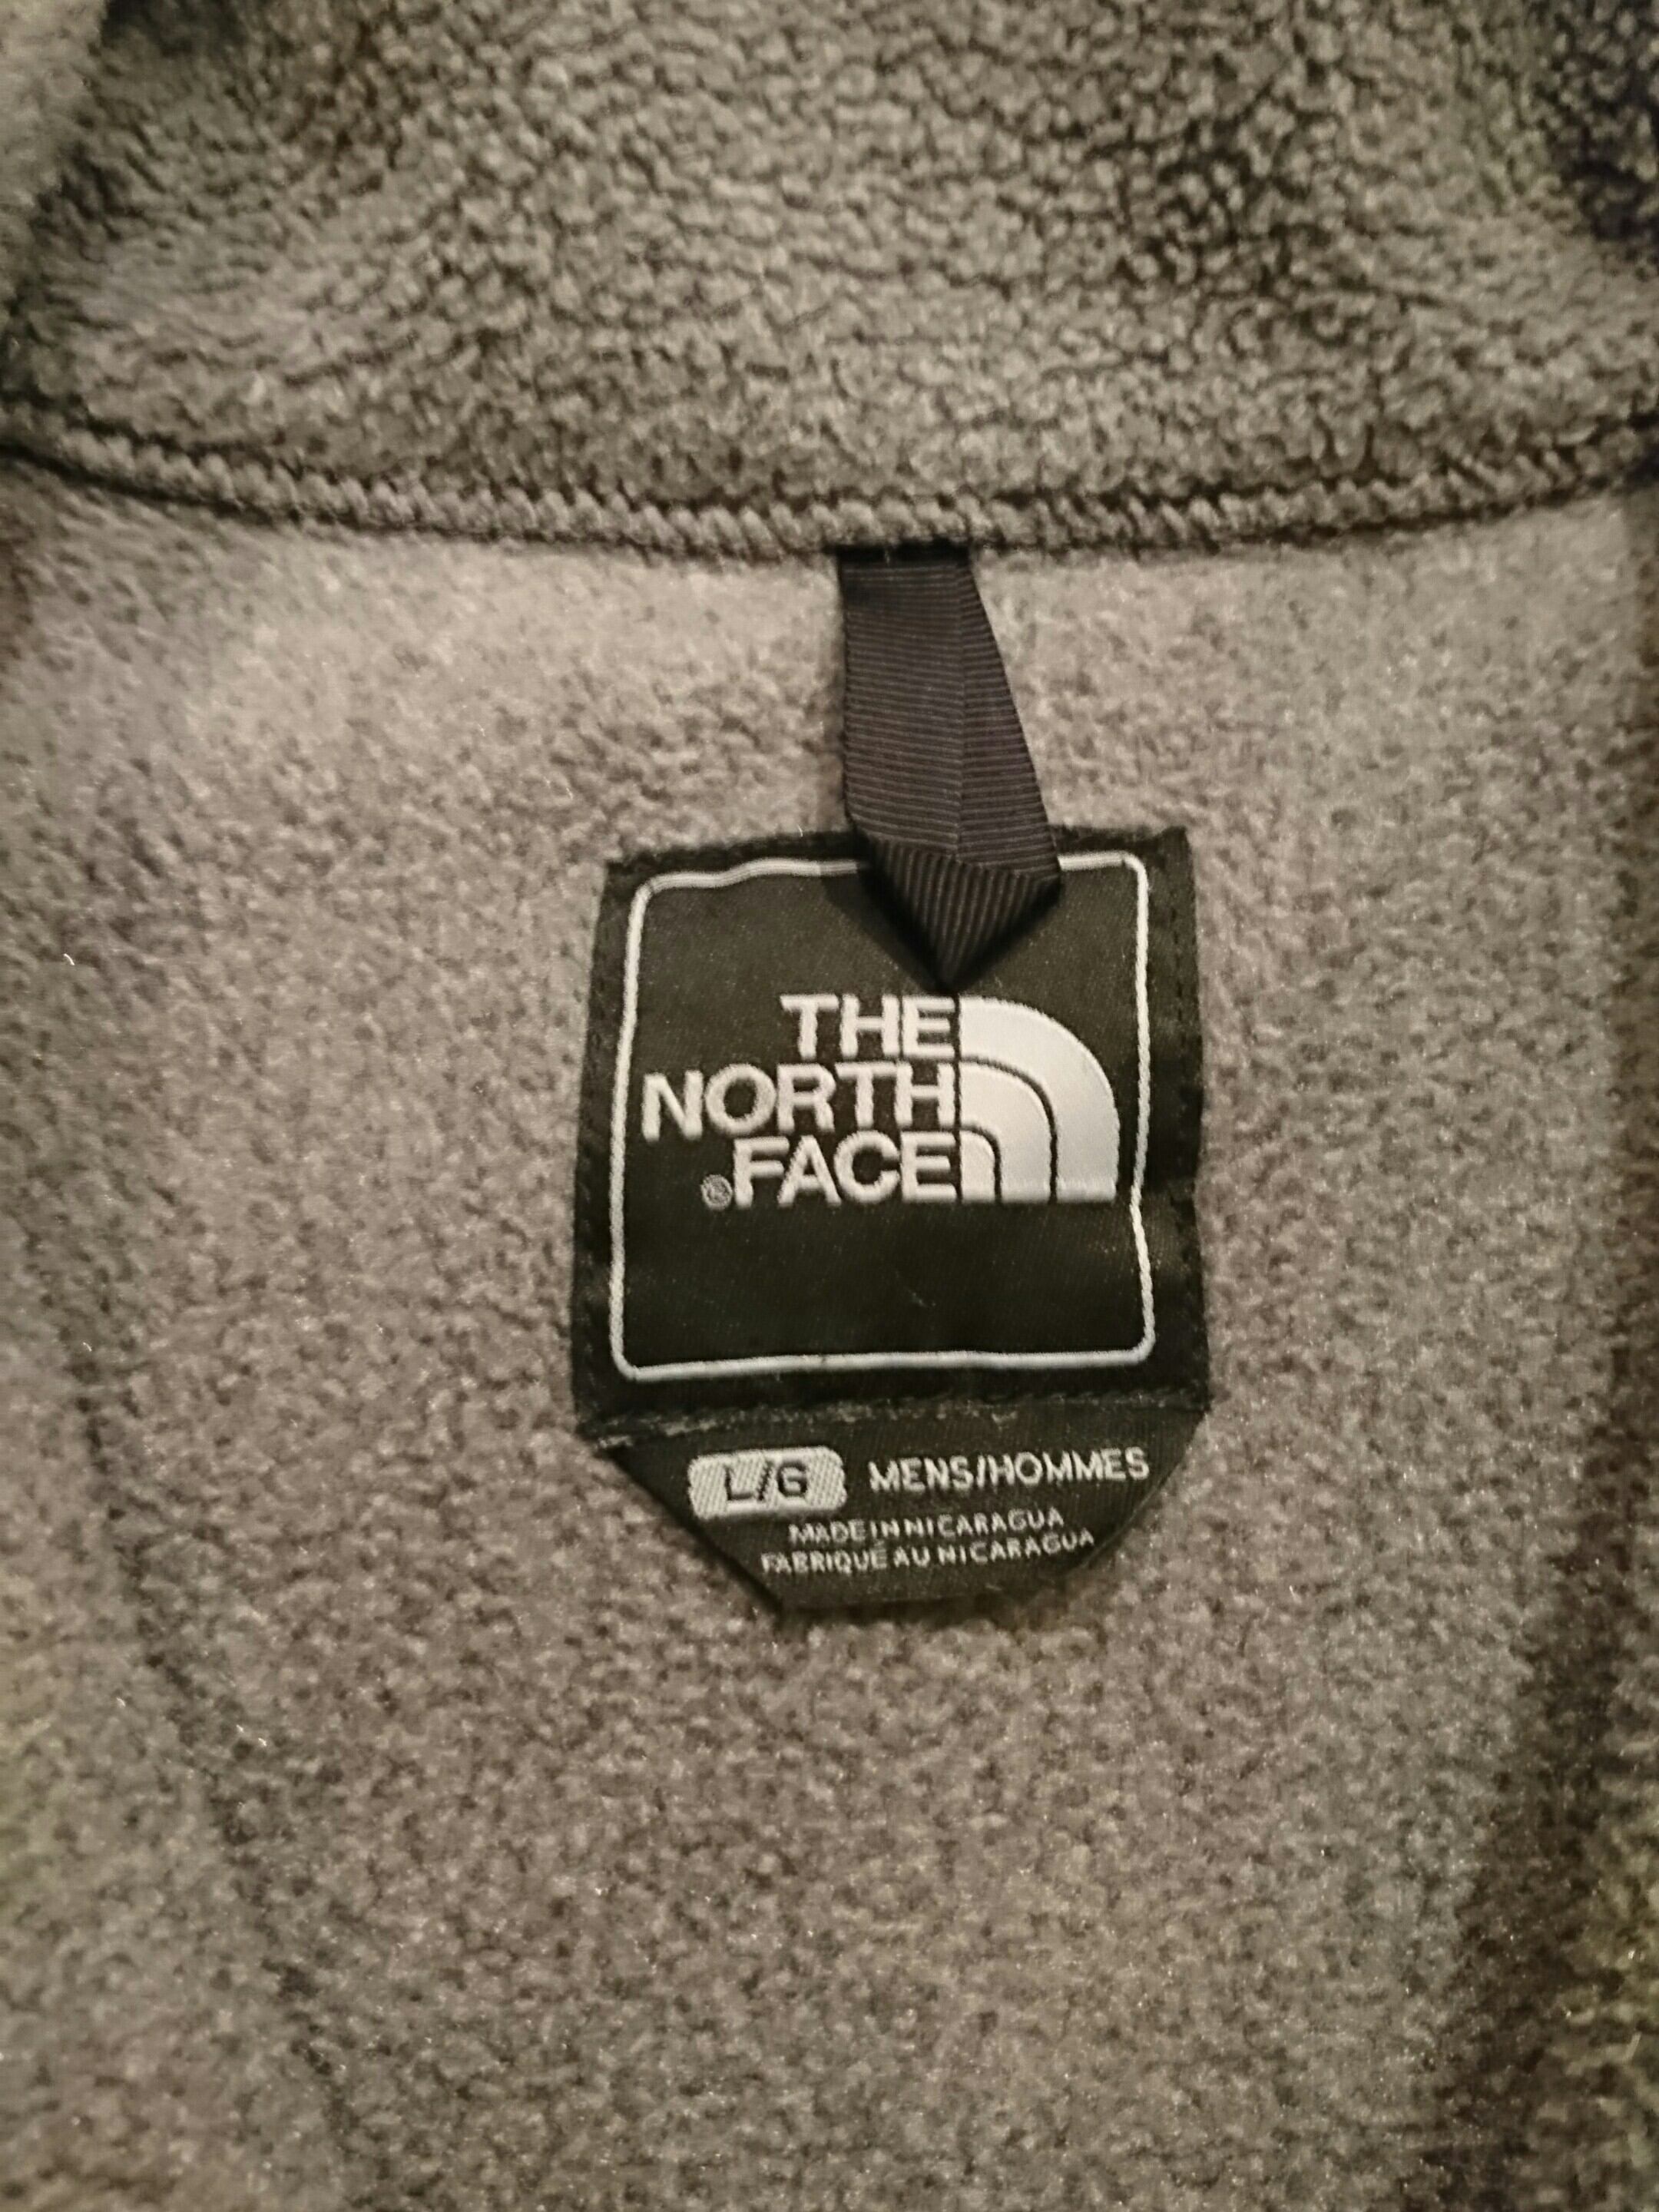 THE
NORTH
®FACE
L/G MENS/HOMMES
MADE IN NICARAGUA
FABRIQUÉ AU NICARAGUA